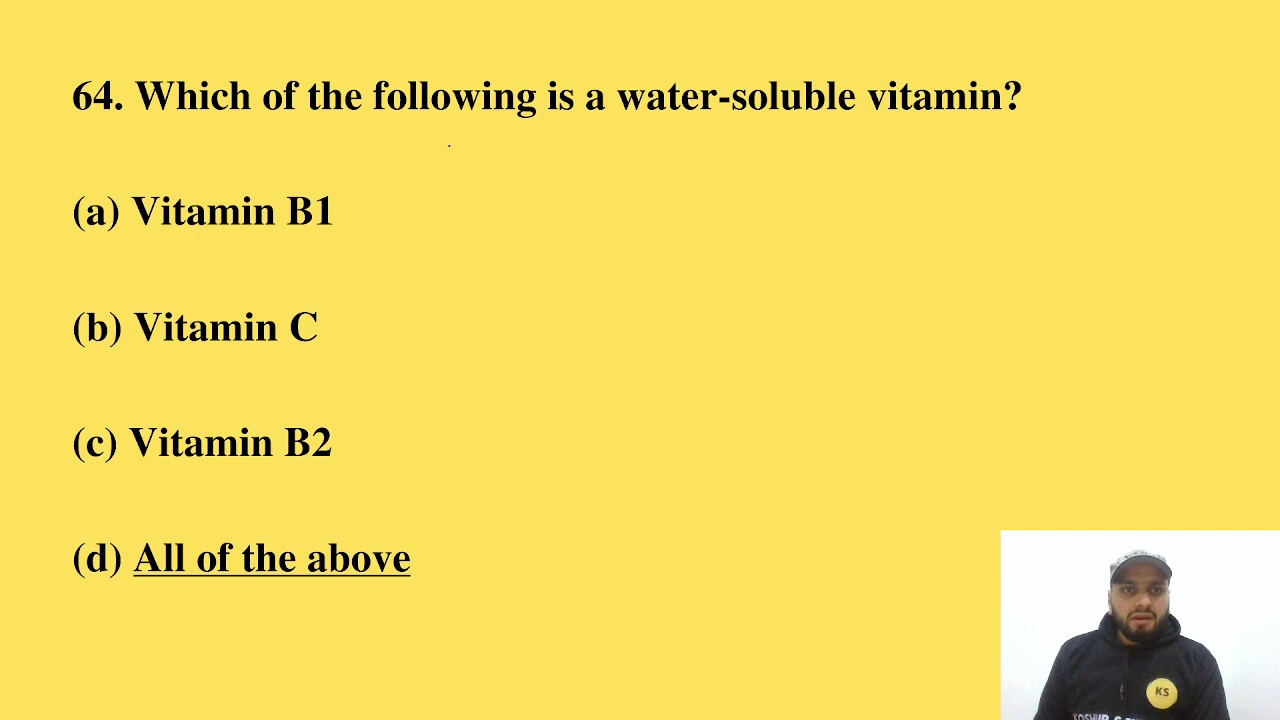 64. Which of the following is a water-soluble vitamin?
(a) Vitamin B1
(b) Vitamin C
(c) Vitamin B2
(d) All of the above
KS